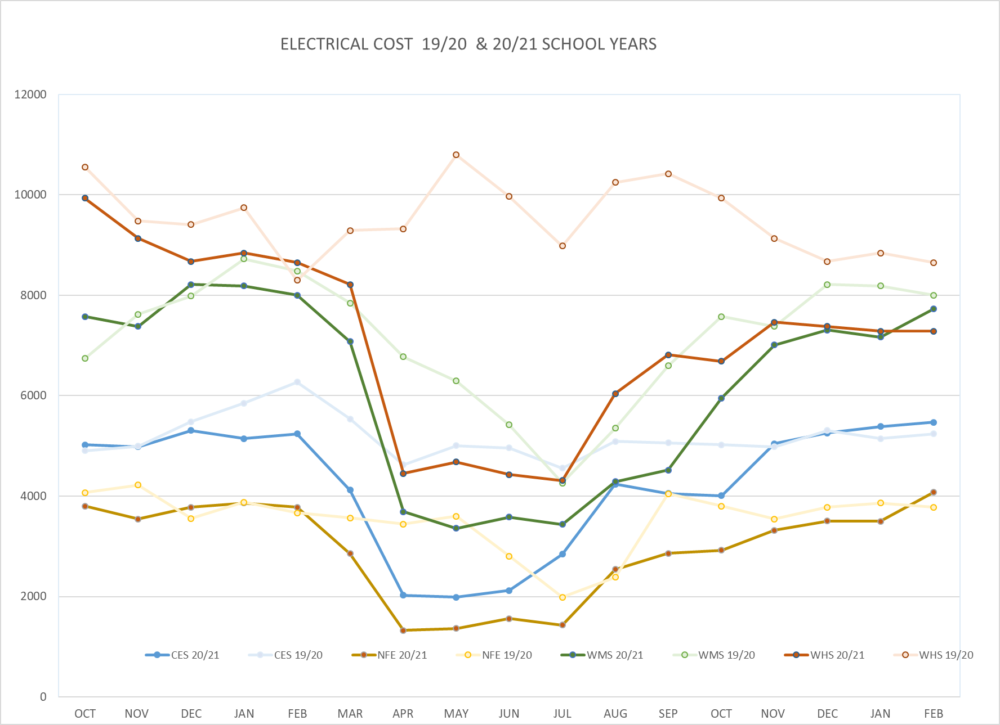 ELECTRICAL COST 19/20 & 20/21 SCHOOL YEARS
12000
10000
8000
6000
4000
2000
0
CES 20/21 CES 19/20 NFE 20/21 NFE 19/20 WMS 20/21 WMS 19/20 WHS 20/21 WHS 19/20
OCT NOV DEC JAN FEB MAR APR MAY JUN JUL AUG SEP OCT NOV DEC JAN FEB